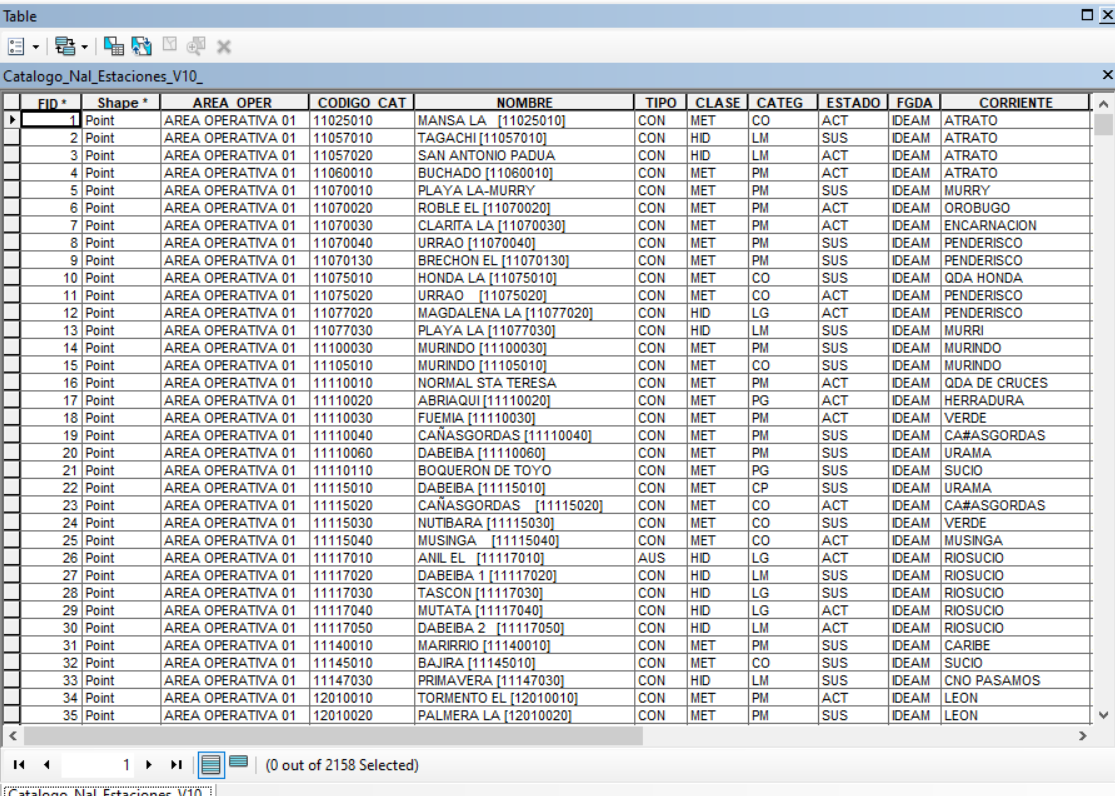 Table
Catalogo_Nal_Estaciones_V10_
FID * Shape * AREA_OPER CODIGO_CAT NOMBRE TIPO CLASE CATEG ESTADO FGDA CORRIENTE
1 Point AREA OPERATIVA 01 11025010 MANSA LA [11025010] CON MET CO ACT IDEAM ATRATO
2 Point AREA OPERATIVA 01 11057010 TAGACHI [11057010] CON HID LM SUS IDEAM ATRATO
3 Point AREA OPERATIVA 01 11057020 SAN ANTONIO PADUA CON HID LM ACT IDEAM ATRATO
4 Point AREA OPERATIVA 01 11060010 BUCHADO [11060010] CON MET PM ACT IDEAM ATRATO
5 Point AREA OPERATIVA 01 11070010 PLAYA LA-MURRY CON MET PM SUS IDEAM MURRY
6 Point AREA OPERATIVA 01 11070020 ROBLE EL [11070020] CON MET PM ACT IDEAM OROBUGO
7 Point AREA OPERATIVA 01 11070030 CLARITA LA [11070030] CON MET PM ACT IDEAM ENCARNACION
8 Point AREA OPERATIVA 01 11070040 URRAO [11070040] CON MET PM SUS IDEAM PENDERISCO
9 Point AREA OPERATIVA 01 11070130 BRECHON EL [11070130] CON MET PM SUS IDEAM PENDERISCO
10 Point AREA OPERATIVA 01 11075010 HONDA LA [11075010] CON MET CO SUS IDEAM QDA HONDA
11 Point AREA OPERATIVA 01 11075020 URRAO [11075020] CON MET CO ACT IDEAM PENDERISCO
12 Point AREA OPERATIVA 01 11077020 MAGDALENA LA [11077020] CON HID LG ACT IDEAM PENDERISCO
13 Point AREA OPERATIVA 01 11077030 PLAYA LA [11077030] CON HID LM SUS IDEAM MURRI
14 Point AREA OPERATIVA 01 11100030 MURINDO [11100030] CON MET PM SUS IDEAM MURINDO
15 Point AREA OPERATIVA 01 11105010 MURINDO [11105010] CON MET CO SUS IDEAM MURINDO
16 Point AREA OPERATIVA 01 11110010 NORMAL STA TERESA CON MET PM ACT IDEAM QDA DE CRUCES
17 Point AREA OPERATIVA 01 11110020 ABRIAQUI [11110020] CON MET PG ACT IDEAM HERRADURA
18 Point AREA OPERATIVA 01 11110030 FUEMIA [11110030] CON MET PM ACT IDEAM VERDE
19 Point AREA OPERATIVA 01 11110040 CAÑASGORDAS [11110040] CON MET PM SUS IDEAM CA#ASGORDAS
20 Point AREA OPERATIVA 01 11110060 DABEIBA [11110060] CON MET PM SUS IDEAM URAMA
21 Point AREA OPERATIVA 01 11110110 BOQUERON DE TOYO CON MET PG SUS IDEAM SUCIO
22 Point AREA OPERATIVA 01 11115010 DABEIBA [11115010] CON MET CP SUS IDEAM URAMA
23 Point AREA OPERATIVA 01 11115020 CAÑASGORDAS [11115020] CON MET CO ACT IDEAM CA#ASGORDAS
24 Point AREA OPERATIVA 01 11115030 NUTIBARA [11115030] CON MET CO SUS IDEAM VERDE
25 Point AREA OPERATIVA 01 11115040 MUSINGA [11115040] CON MET CO ACT IDEAM MUSINGA
26 Point AREA OPERATIVA 01 11117010 ANIL EL [11117010] AUS HID LG ACT IDEAM RIOSUCIO
27 Point AREA OPERATIVA 01 11117020 DABEIBA 1 [11117020] CON HID LM SUS IDEAM RIOSUCIO
28 Point AREA OPERATIVA 01 11117030 TASCON [11117030] CON HID LG SUS IDEAM RIOSUCIO
29 Point AREA OPERATIVA 01 11117040 MUTATA [11117040] CON HID LG ACT IDEAM RIOSUCIO
30 Point AREA OPERATIVA 01 11117050 DABEIBA 2 [11117050] CON HID LM ACT IDEAM RIOSUCIO
31 Point AREA OPERATIVA 01 11140010 MARIRRIO [11140010] CON MET PM SUS IDEAM CARIBE
32 Point AREA OPERATIVA 01 11145010 BAJIRA [11145010] CON MET CO SUS IDEAM SUCIO
33 Point AREA OPERATIVA 01 11147030 PRIMAVERA [11147030] CON HID LM SUS IDEAM CNO PASAMOS
34 Point AREA OPERATIVA 01 12010010 TORMENTO EL [12010010] CON MET PM ACT IDEAM LEON
35 Point AREA OPERATIVA 01 12010020 PALMERA LA [12010020] CON MET PM SUS IDEAM LEON
1 (0 out of 2158 Selected)
Catalogo_Nal_Estaciones_V10_